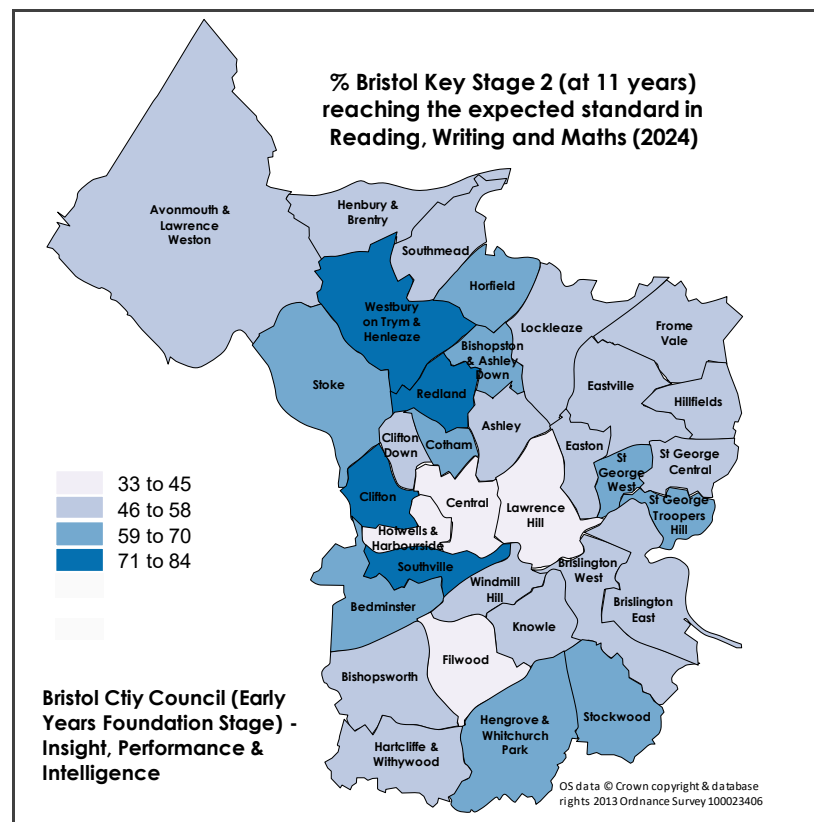 % Bristol Key Stage 2 (at 11 years)
reaching the expected standard in
Reading, Writing and Maths (2024)
Avonmouth &
Lawrence
Weston
Henbury &
Brentry
Southmead
Horfield
Westbury
on Trym &
Henleaze
Lockleaze
Frome
Vale
Bishopston
& Ashley
Down
Stoke
Eastville
Redland
Hillfields
Ashley
Clifton
Down
Cotham
Easton
St
George
West
St George
Central
33 to 45
46 to 58
59 to 70
71 to 84
Clifton
Central
Lawrence
Hill
St George
Troopers
Hill
Hotwells &
Harbourside
Southville
Windmill
Hill
Brislington
West
Brislington
East
Bedminster
Knowle
Filwood
Bishopsworth
Hengrove &
Whitchurch
Park
Stockwood
Hartcliffe &
Withywood
Bristol Ctiy Council (Early
Years Foundation Stage) -
Insight, Performance &
Intelligence
OS data © Crown copyright & database
rights 2013 Ordnance Survey 100023406